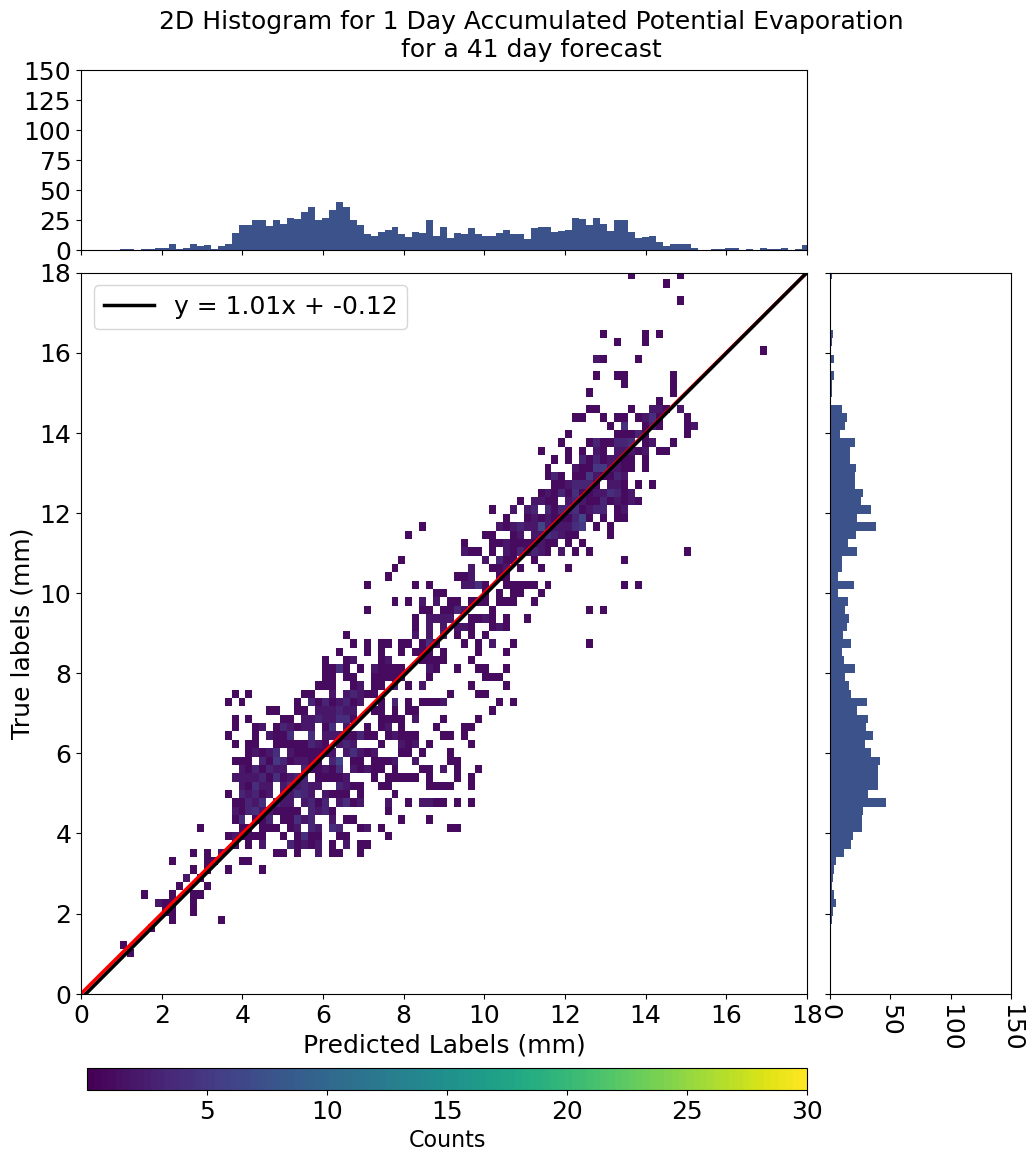 2D Histogram for 1 Day Accumulated Potential Evaporation
for a 41 day forecast
150
125
100
75
50
25
0
18
16
14
12
10
8
6
4
2
0
y = 1.01x + -0.12
True labels (mm)
0 2 4 6 8 10 12 14 16 18
Predicted Labels (mm)
0 50 100 150
5 10 15 20 25 30
Counts